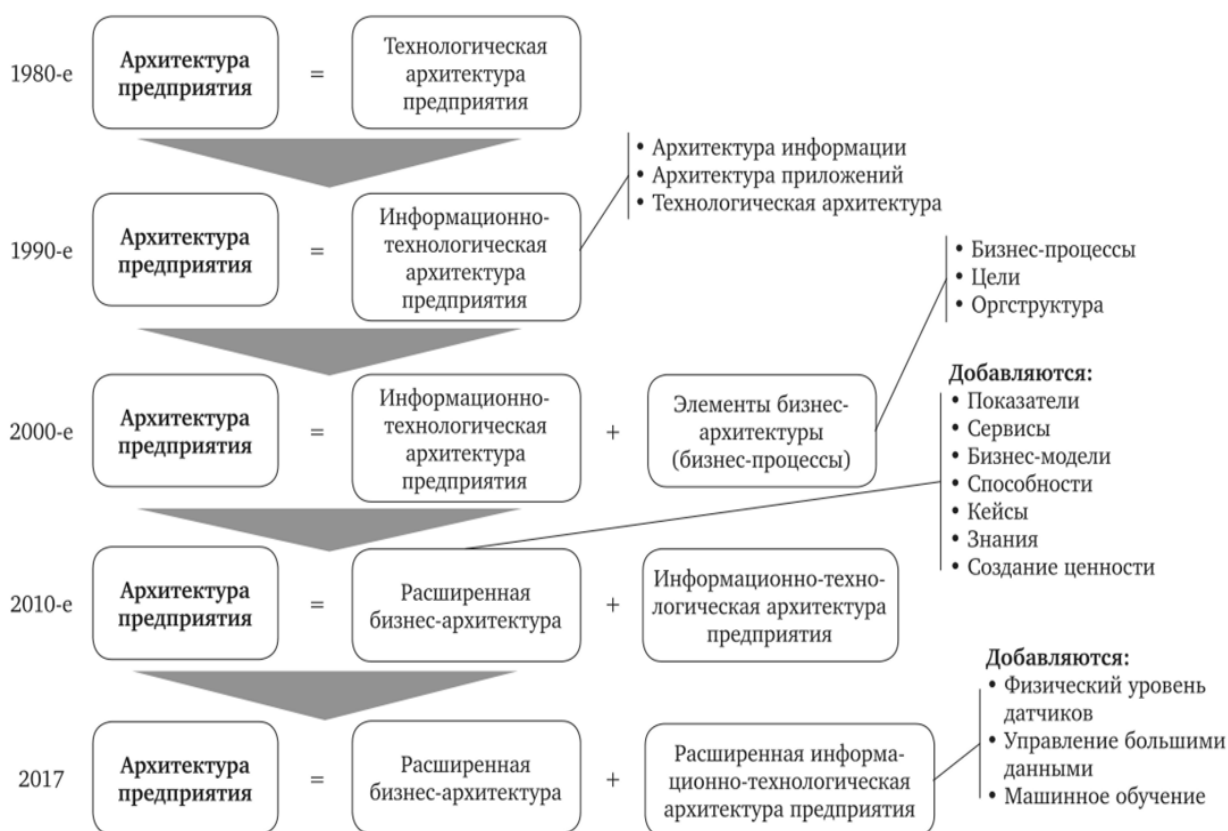 1980-е
Архитектура
предприятия
=
Технологическая
архитектура
предприятия
• Архитектура информации
• Архитектура приложений
• Технологическая архитектура
1990-е
Архитектура
предприятия
=
Информационно-
технологическая
архитектура
предприятия
• Бизнес-процессы
• Цели
• Оргструктура
2000-е
Архитектура
предприятия
=
Информационно-
технологическая
архитектура
предприятия
+
Элементы бизнес-
архитектуры
(бизнес-процессы)
Добавляются:
• Показатели
• Сервисы
• Бизнес-модели
• Способности
• Кейсы
• Знания
• Создание ценности
2010-е
Архитектура
предприятия
=
Расширенная
бизнес-архитектура
+
Информационно-техно-
логическая архитектура
предприятия
Добавляются:
• Физический уровень
датчиков
• Управление большими
данными
• Машинное обучение
2017
Архитектура
предприятия
=
Расширенная
бизнес-архитектура
+
Расширенная информа-
ционно-технологическая
архитектура предприятия